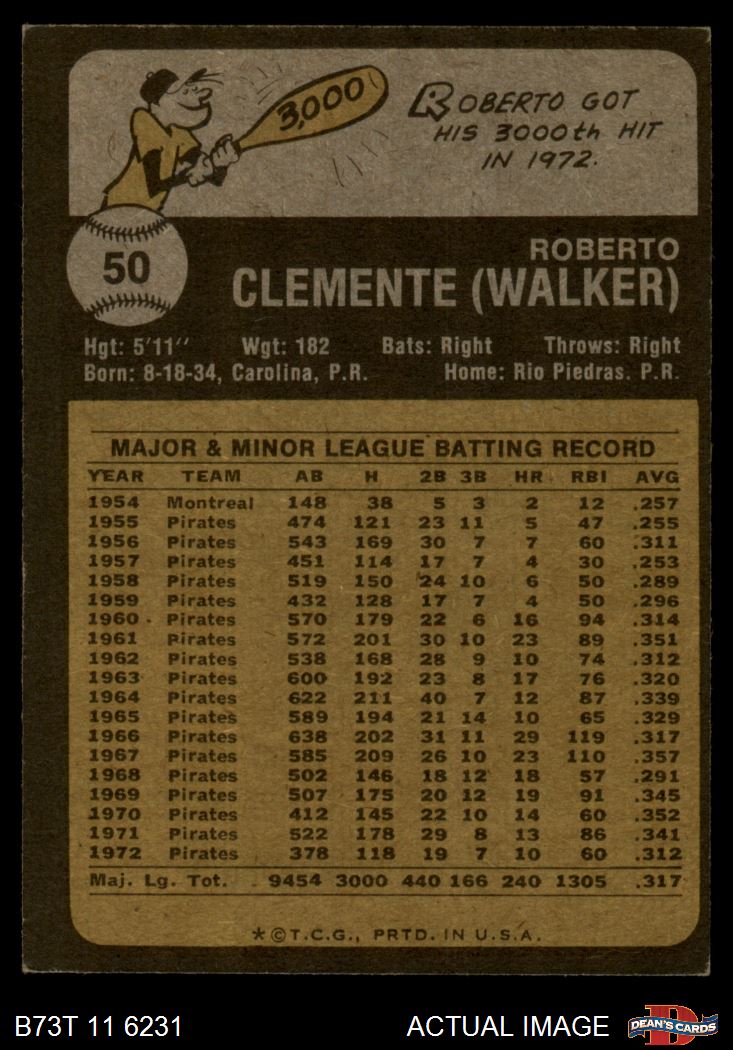 3,000
ROBERTO GOT
HIS 3000th HIT
IN 1972.
50
ROBERTO
CLEMENTE (WALKER)
Hgt: 5'11" Wgt: 182 Bats: Right Throws: Right
Born: 8-18-34, Carolina, P.R. Home: Rio Piedras. P.R.
MAJOR & MINOR LEAGUE BATTING RECORD
YEAR TEAM AB H 2B 3B HR RBI AVG
1954 Montreal 148 38 5 3 2 12 .257
1955 Pirates 474 121 23 11 5 47 .255
1956 Pirates 543 169 30 7 7 60 .311
1957 Pirates 451 114 17 7 4 30 .253
1958 Pirates 519 150 24 10 6 50 .289
1959 Pirates 432 128 17 7 4 50 .296
1960 Pirates 570 179 22 6 16 94 .314
1961 Pirates 572 201 30 10 23 89 .351
1962 Pirates 538 168 28 9 10 74 .312
1963 Pirates 600 192 23 8 17 76 .320
1964 Pirates 622 211 40 7 12 87 .339
1965 Pirates 589 194 21 14 10 65 .329
1966 Pirates 638 202 31 11 29 119 .317
1967 Pirates 585 209 26 10 23 110 .357
1968 Pirates 502 146 18 12 18 57 .291
1969 Pirates 507 175 20 12 19 91 .345
1970 Pirates 412 145 22 10 14 60 .352
1971 Pirates 522 178 29 8 13 86 .341
1972 Pirates 378 118 19 7 10 60 .312
Maj. Lg. Tot. 9454 3000 440 166 240 1305 .317
*©T.C.G., PRTD. IN U.S.A.
B73T 11 6231 ACTUAL IMAGE D DEAN'S CARDS